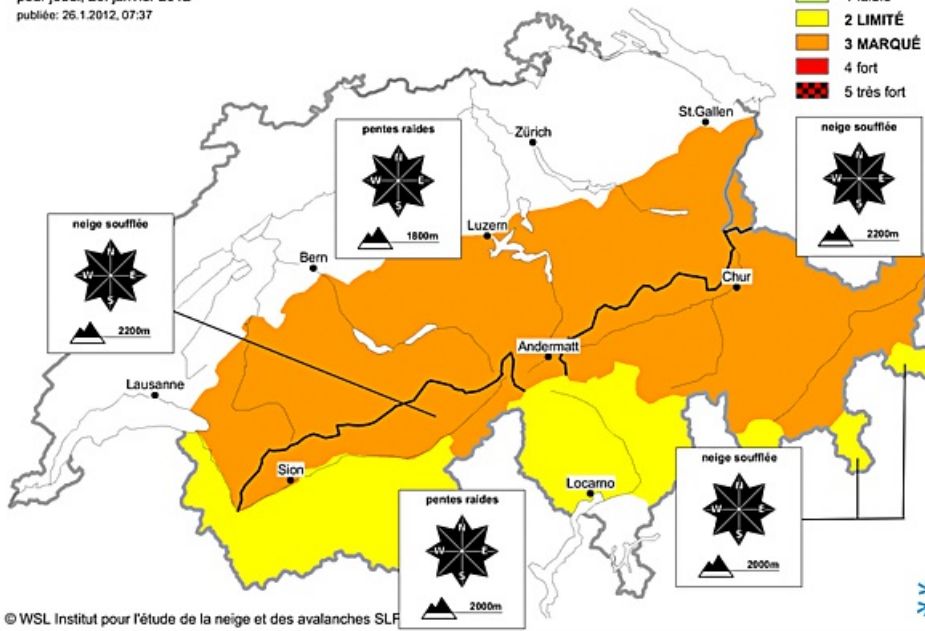 publiée: 26.1.2012, 07:37
2 LIMITÉ
3 MARQUÉ
4 fort
5 très fort
St.Gallen
Zürich
pentes raides
N
W E
S
1800m
neige soufflée
N
W E
S
2200m
Luzern
neige soufflée
N
W E
S
2200m
Bern
Chur
Andermatt
Lausanne
Sion
Locarno
neige soufflée
N
W E
S
2000m
pentes raides
N
W E
S
2000m
© WSL Institut pour l'étude de la neige et des avalanches SLF